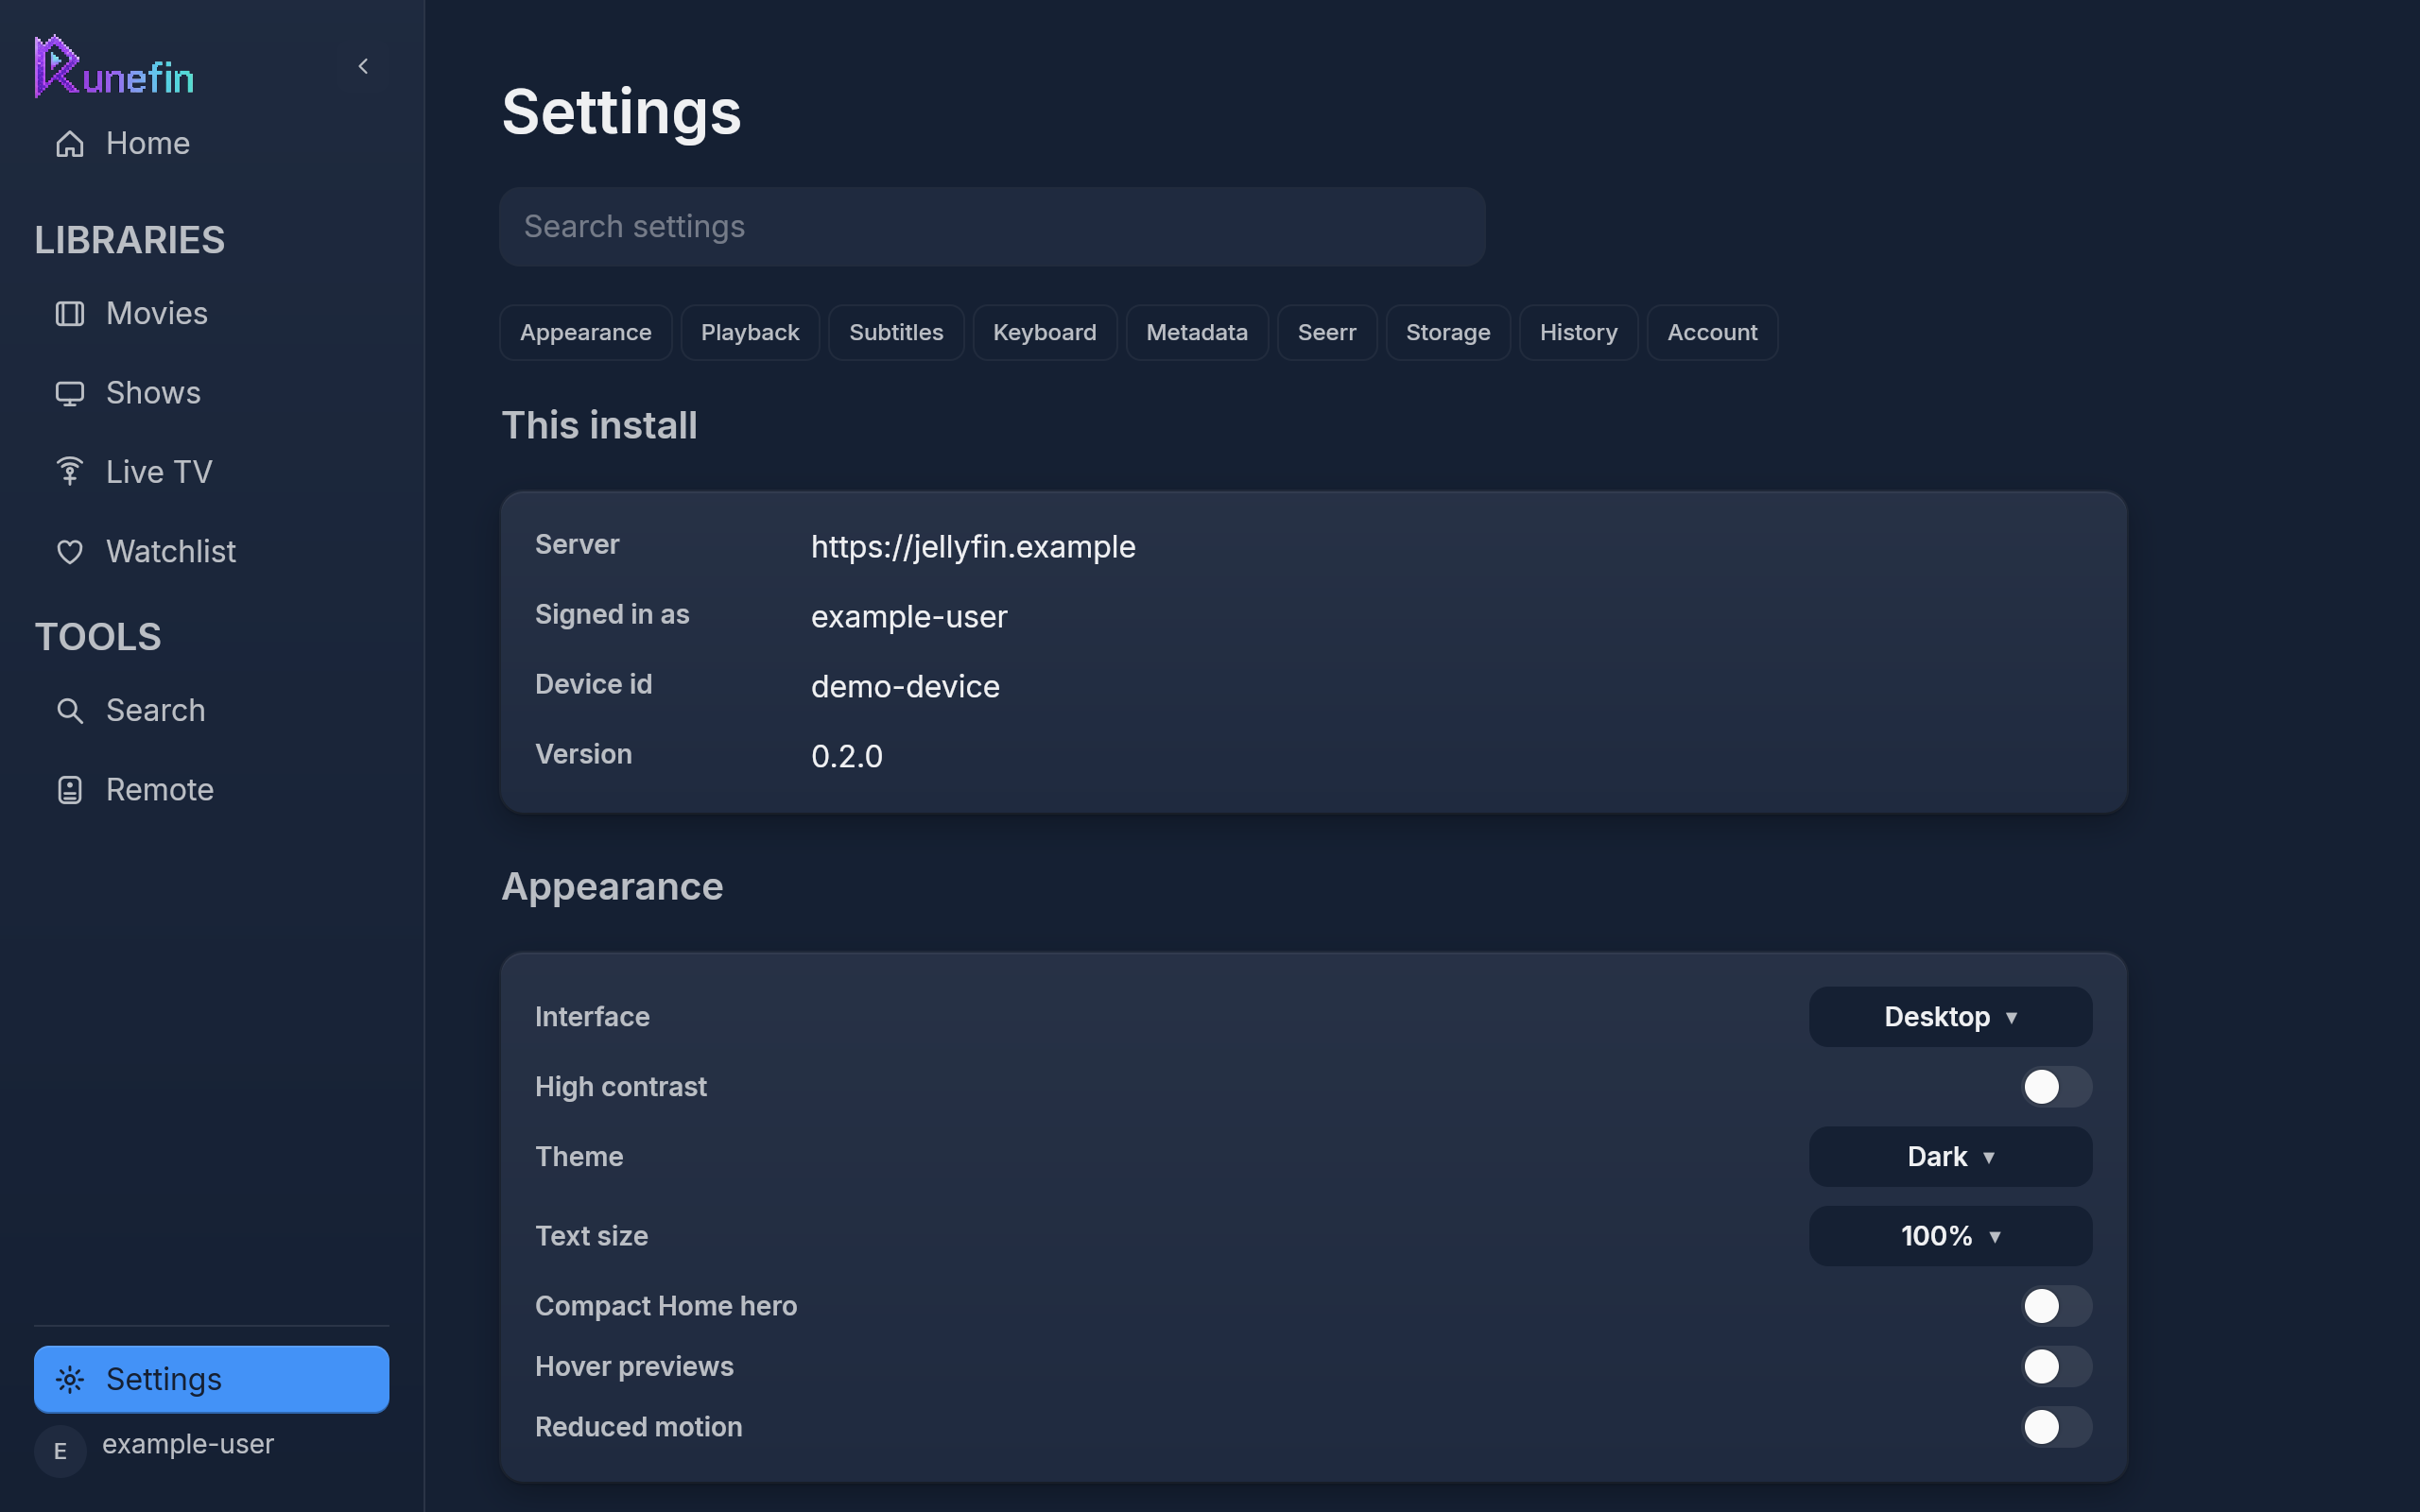 Runefin
Home
LIBRARIES
Movies
Shows
Live TV
Watchlist
TOOLS
Search
Remote
Settings
E example-user
Settings
Search settings
Appearance Playback Subtitles Keyboard Metadata Seerr Storage History Account
This install
Server https://jellyfin.example
Signed in as example-user
Device id demo-device
Version 0.2.0
Appearance
Interface Desktop
High contrast
Theme Dark
Text size 100%
Compact Home hero
Hover previews
Reduced motion